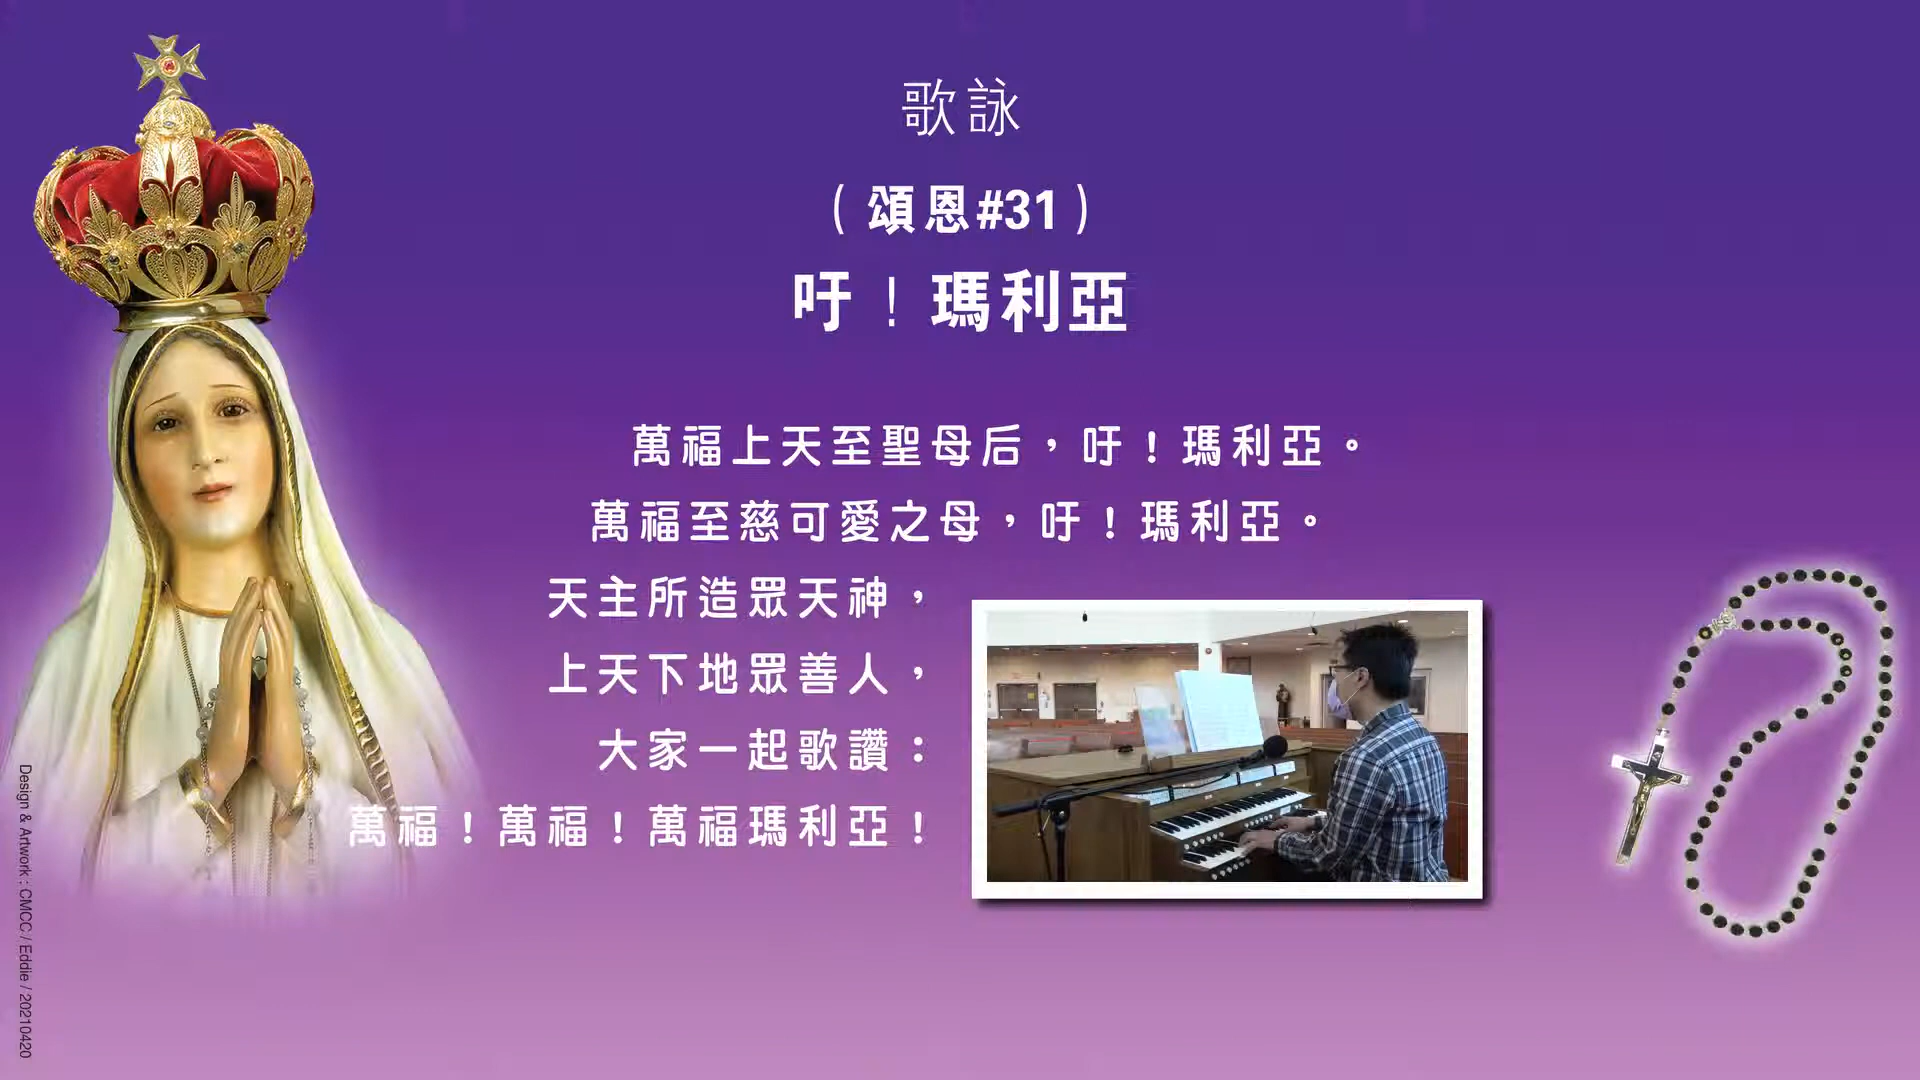 歌詠
（頌恩#31）
吁！瑪利亞
萬福上天至聖母后，吁！瑪利亞。
萬福至慈可愛之母，吁！瑪利亞。
天主所造眾天神，
上天下地眾善人，
大家一起歌讚：
萬福！萬福！萬福瑪利亞！
Design & Artwork : CMCC / Eddie / 20210420